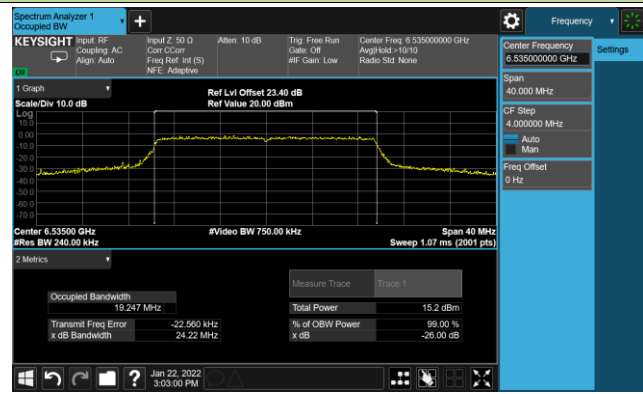 Spectrum Analyzer 1
Occupied BW
+
Frequency
KEYSIGHT
Input: RF
Coupling: AC
Align: Auto
Input Z: 50 Ω
Corr CCorr
Freq Ref: Int (S)
NFE: Adaptive
Atten: 10 dB
Trig: Free Run
Gate: Off
#IF Gain: Low
Center Freq: 6.535000000 GHz
Avg|Hold:>10/10
Radio Std: None
Center Frequency
6.535000000 GHz
Settings
Span
40.000 MHz
CF Step
4.000000 MHz
Auto
Man
Freq Offset
0 Hz
1 Graph
Scale/Div 10.0 dB
Ref Lvl Offset 23.40 dB
Ref Value 20.00 dBm
Log
10.0
0.00
-10.0
-20.0
-30.0
-40.0
-50.0
-60.0
-70.0
Center 6.53500 GHz
#Video BW 750.00 kHz
Span 40 MHz
#Res BW 240.00 kHz
Sweep 1.07 ms (2001 pts)
2 Metrics
Measure Trace
Trace 1
Occupied Bandwidth
19.247 MHz
Total Power
15.2 dBm
Transmit Freq Error
-22.560 kHz
% of OBW Power
99.00 %
x dB Bandwidth
24.22 MHz
x dB
-26.00 dB
?
Jan 22, 2022
3:03:00 PM